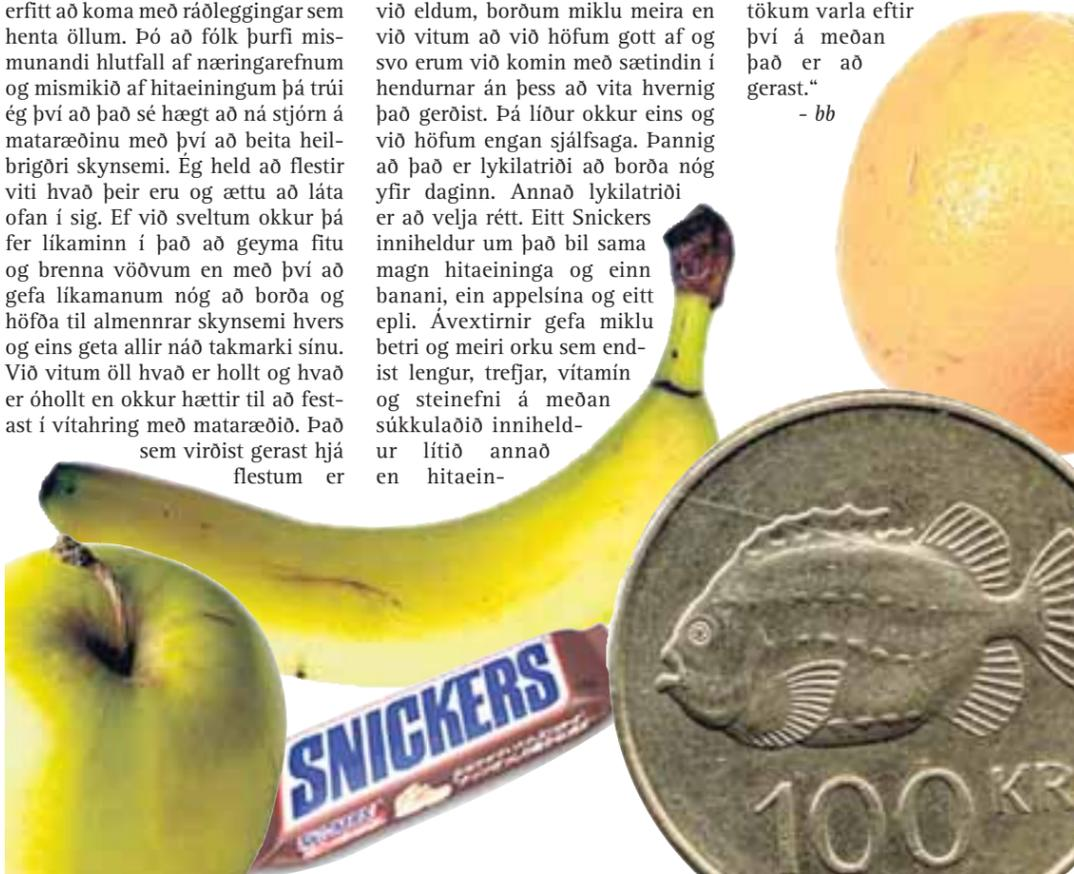 erfitt að koma með ráðleggingar sem
henta öllum. Þó að fólk þurfi mis-
munandi hlutfall af næringarefnum
og mismikið af hitaeiningum þá trúi
ég því að það sé hægt að ná stjórn á
mataræðinu með því að beita heil-
brigðri skynsemi. Ég held að flestir
viti hvað þeir eru og ættu að láta
ofan í sig. Ef við sveltum okkur þá
fer líkaminn í það að geyma fitu
og brenna vöðvum en með því að
gefa líkamanum nóg að borða og
höfða til almennrar skynsemi hvers
og eins geta allir náð takmarki sínu.
Við vitum öll hvað er hollt og hvað
er óhollt en okkur hættir til að fest-
ast í vítahring með mataræðið. Það
sem virðist gerast hjá
flestum er
við eldum, borðum miklu meira en
við vitum að við höfum gott af og
svo erum við komin með sætindin í
hendurnar án þess að vita hvernig
það gerðist. Þá líður okkur eins og
við höfum engan sjálfsaga. Þannig
að það er lykilatriði að borða nóg
yfir daginn. Annað lykilatriði
er að velja rétt. Eitt Snickers
inniheldur um það bil sama
magn hitaeininga og einn
banani, ein appelsína og eitt
epli. Ávextirnir gefa miklu
betri og meiri orku sem end-
ist lengur, trefjar, vítamín
og steinefni á meðan
súkkulaðið inniheld-
ur lítið annað
en hitaein-
tökum varla eftir
því á meðan
það er að
gerast.“
- bb
SNICKERS
100 KR